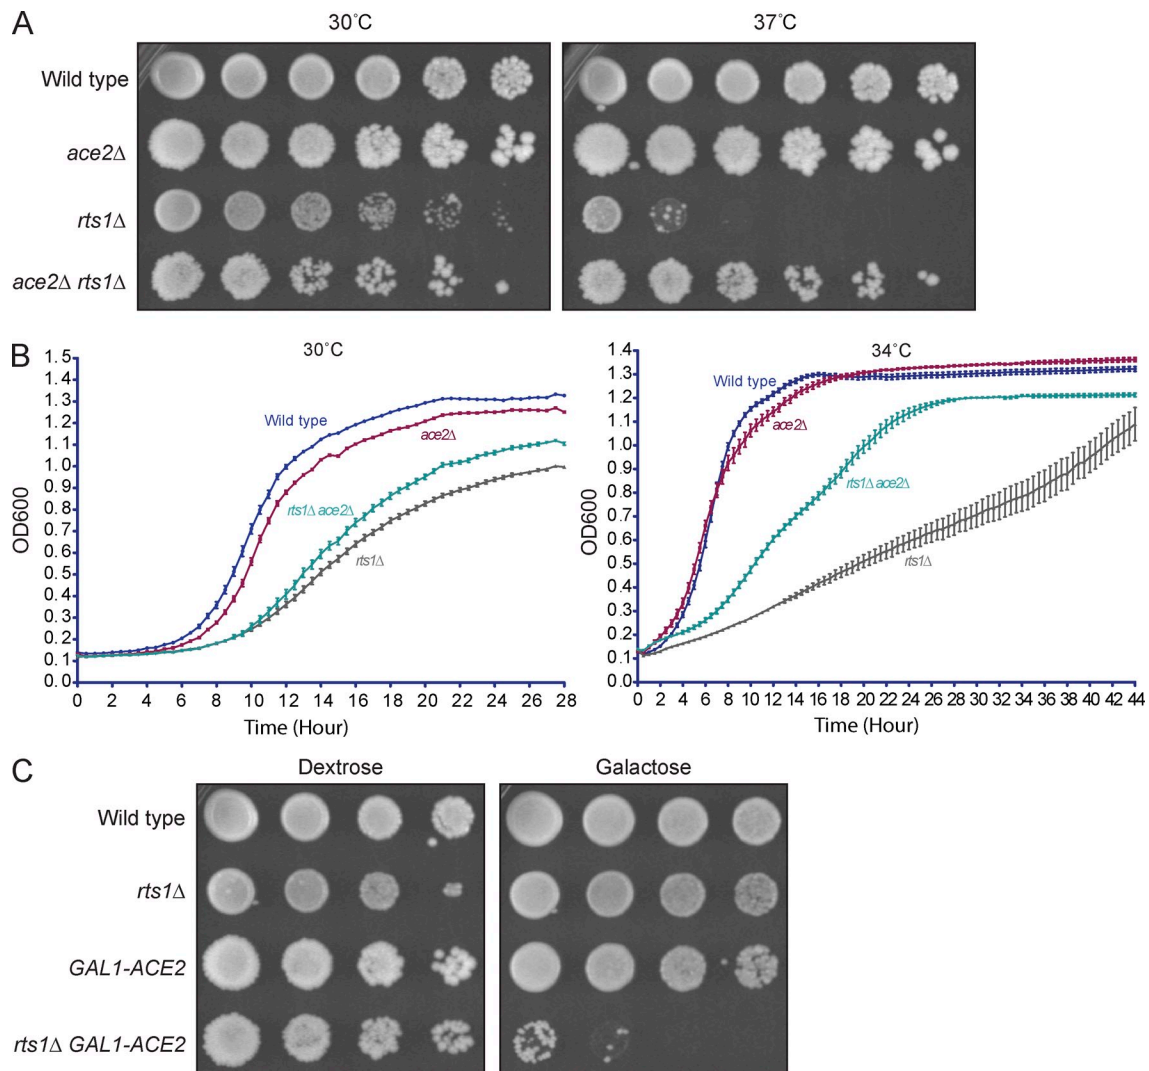 A
30°C
37°C
Wild type
ace2Δ
rts1Δ
ace2Δ rts1Δ
B
30°C
34°C
OD600
1.5
1.4
1.3
1.2
1.1
1.0
0.9
0.8
0.7
0.6
0.5
0.4
0.3
0.2
0.1
0.0
Wild type
ace2Δ
rts1Δ ace2Δ
rts1Δ
0 2 4 6 8 10 12 14 16 18 20 22 24 26 28
Time (Hour)
OD600
1.4
1.3
1.2
1.1
1.0
0.9
0.8
0.7
0.6
0.5
0.4
0.3
0.2
0.1
0.0
Wild type
ace2Δ
rts1Δ ace2Δ
rts1Δ
0 2 4 6 8 10 12 14 16 18 20 22 24 26 28 30 32 34 36 38 40 42 44
Time (Hour)
C
Dextrose
Galactose
Wild type
rts1Δ
GAL1-ACE2
rts1Δ GAL1-ACE2